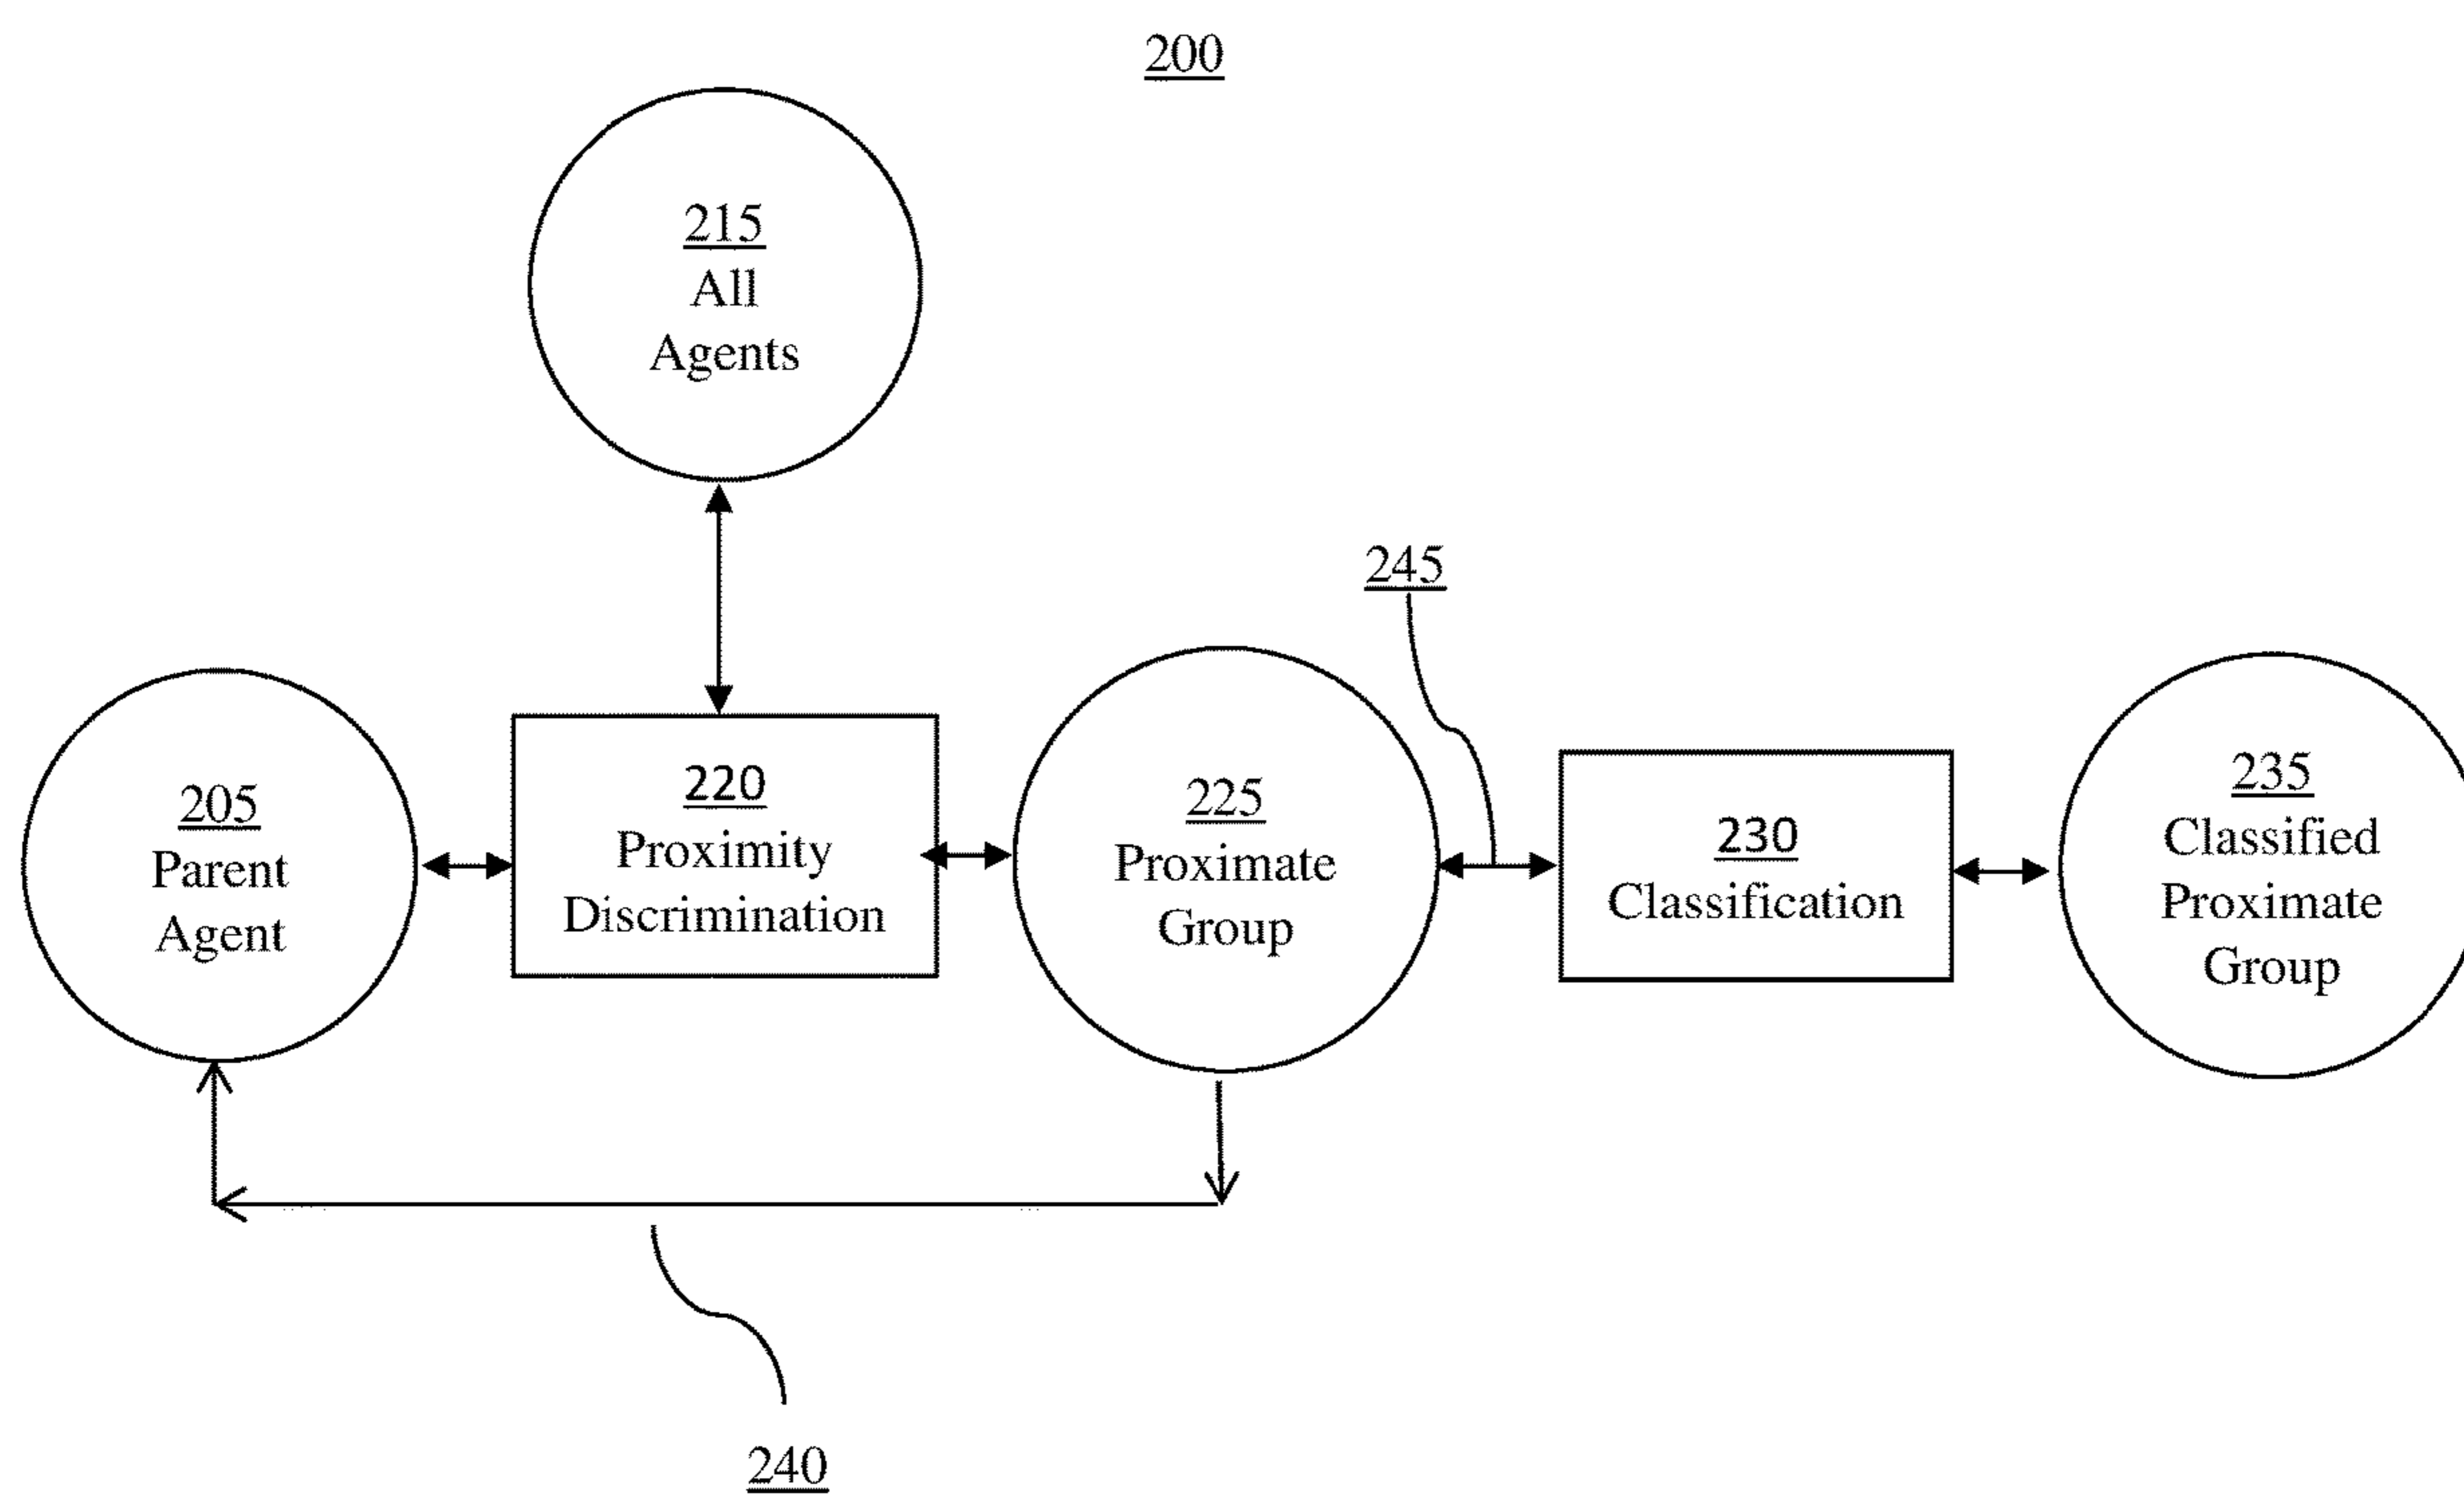 200
215
All
Agents
245
205
Parent
Agent
220
Proximity
Discrimination
225
Proximate
Group
230
Classification
235
Classified
Proximate
Group
240